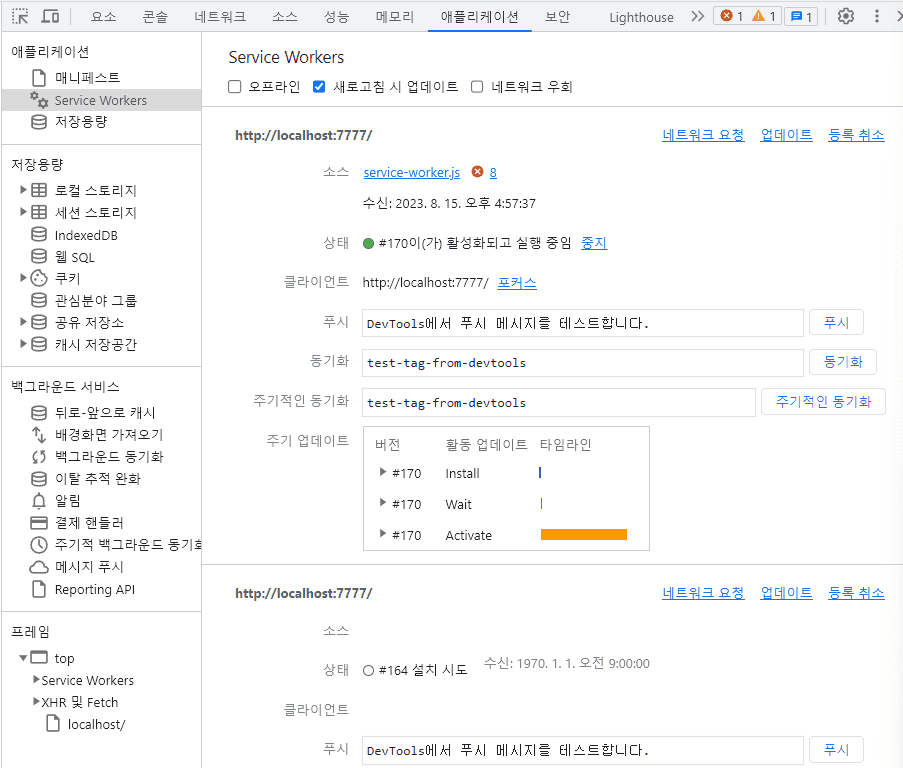 요소 콘솔 네트워크 소스 성능 메모리 애플리케이션 보안 Lighthouse 1 1 1
애플리케이션
매니페스트
Service Workers
저장용량
저장용량
로컬 스토리지
세션 스토리지
IndexedDB
웹 SQL
쿠키
관심분야 그룹
공유 저장소
캐시 저장공간
백그라운드 서비스
뒤로-앞으로 캐시
배경화면 가져오기
백그라운드 동기화
이탈 추적 완화
알림
결제 핸들러
주기적 백그라운드 동기화
메시지 푸시
Reporting API
프레임
top
Service Workers
XHR 및 Fetch
localhost/
Service Workers
오프라인 새로고침 시 업데이트 네트워크 우회
http://localhost:7777/ 네트워크 요청 업데이트 등록 취소
소스 service-worker.js 8
수신: 2023. 8. 15. 오후 4:57:37
상태 #170이(가) 활성화되고 실행 중임 중지
클라이언트 http://localhost:7777/ 포커스
푸시 DevTools에서 푸시 메시지를 테스트합니다. 푸시
동기화 test-tag-from-devtools 동기화
주기적인 동기화 test-tag-from-devtools 주기적인 동기화
주기 업데이트 버전 활동 업데이트 타임라인
#170 Install
#170 Wait
#170 Activate
http://localhost:7777/ 네트워크 요청 업데이트 등록 취소
소스
상태 #164 설치 시도 수신: 1970. 1. 1. 오전 9:00:00
클라이언트
푸시 DevTools에서 푸시 메시지를 테스트합니다. 푸시